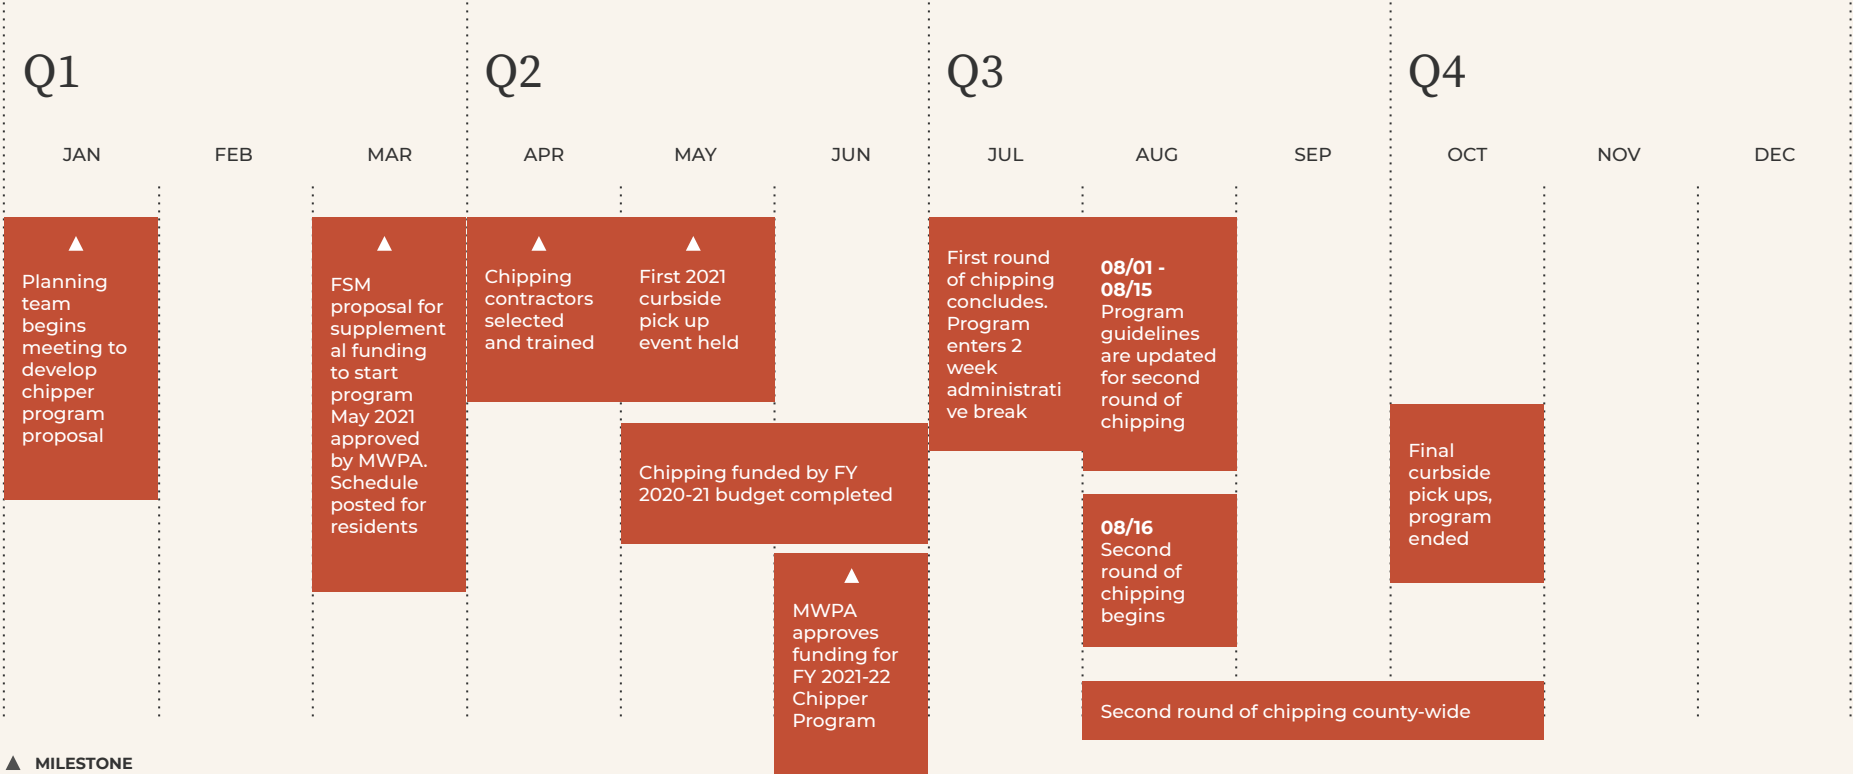 Q1
Q2
Q3
Q4
JAN
FEB
MAR
APR
MAY
JUN
JUL
AUG
SEP
OCT
NOV
DEC
Planning
team
begins
meeting to
develop
chipper
program
proposal
FSM
proposal for
supplement
al funding
to start
program
May 2021
approved
by MWPA.
Schedule
posted for
residents
Chipping
contractors
selected
and trained
First 2021
curbside
pick up
event held
Chipping funded by FY
2020-21 budget completed
MWPA
approves
funding for
FY 2021-22
Chipper
Program
First round
of chipping
concludes.
Program
enters 2
week
administrati
ve break
08/01 -
08/15
Program
guidelines
are updated
for second
round of
chipping
08/16
Second
round of
chipping
begins
Second round of chipping county-wide
Final
curbside
pick ups,
program
ended
▲ MILESTONE